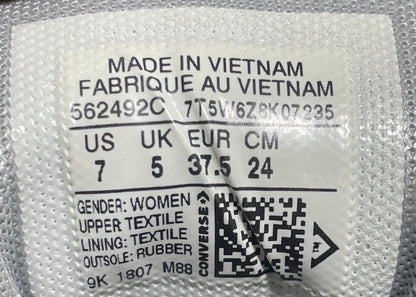 MADE IN VIETNAM
FABRIQUE AU VIETNAM
562492C 7T5W6Z8K07235
US UK EUR CM
7 5 37.5 24
GENDER: WOMEN
UPPER: TEXTILE
LINING: TEXTILE
OUTSOLE: RUBBER
9K 1807 M88
CONVERSE